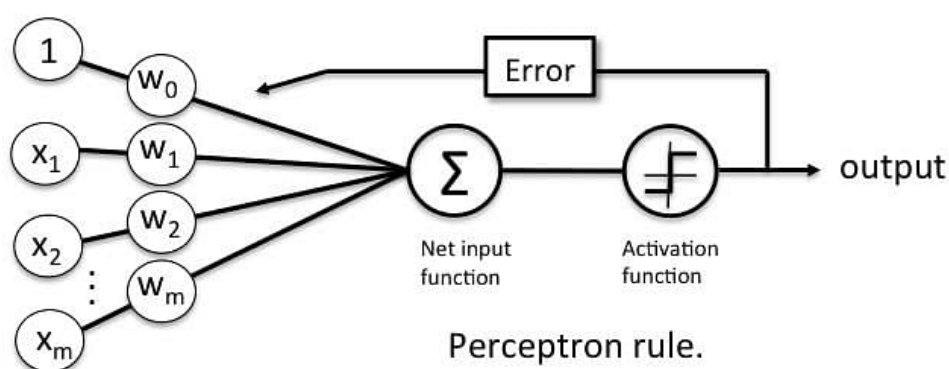 1
w₀
Error
x₁
w₁
Σ
output
x₂
w₂
Net input
function
Activation
function
⋮
wₘ
xₘ
Perceptron rule.